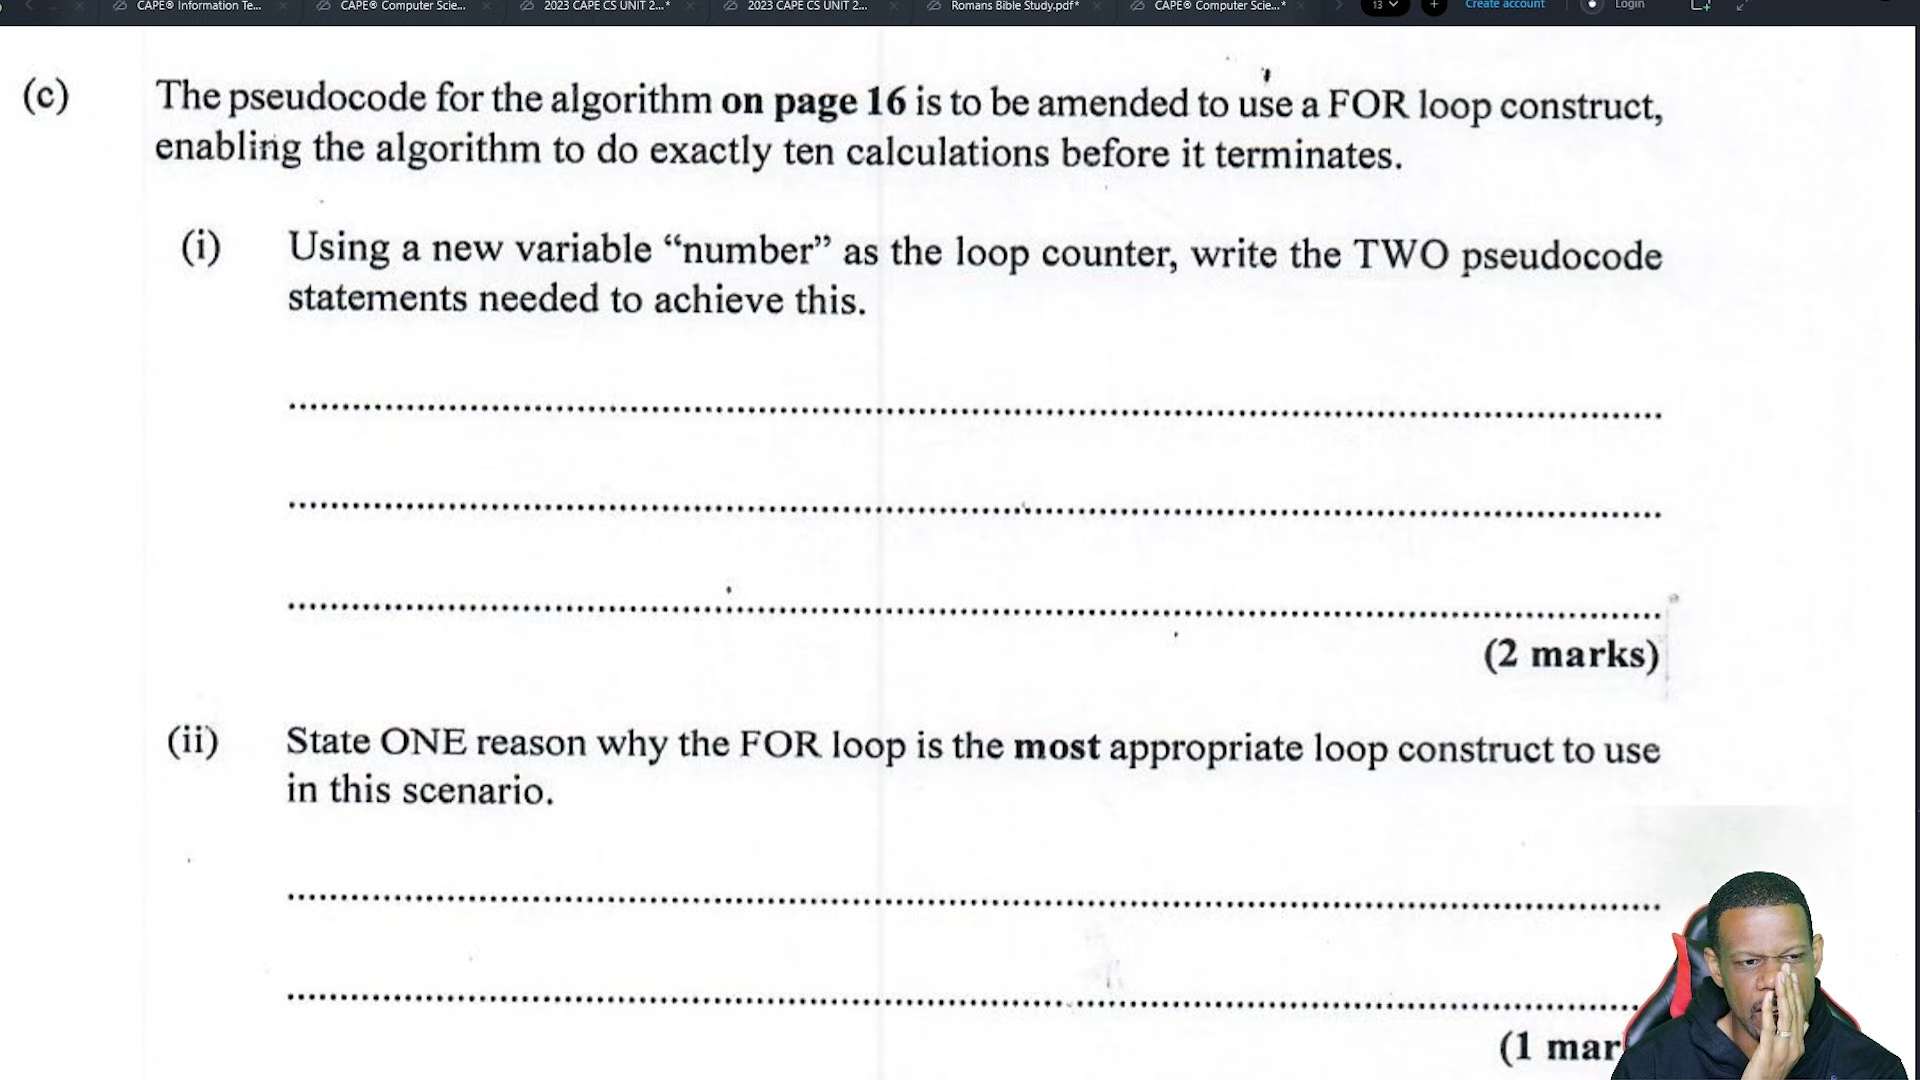 CAPE® Information Te...
CAPE® Computer Scie...
2023 CAPE CS UNIT 2...*
2023 CAPE CS UNIT 2...
Romans Bible Study.pdf*
CAPE® Computer Scie...*
13
Create account
Login
(c) The pseudocode for the algorithm on page 16 is to be amended to use a FOR loop construct,
enabling the algorithm to do exactly ten calculations before it terminates.
(i) Using a new variable “number” as the loop counter, write the TWO pseudocode
statements needed to achieve this.
(2 marks)
(ii) State ONE reason why the FOR loop is the most appropriate loop construct to use
in this scenario.
(1 mar